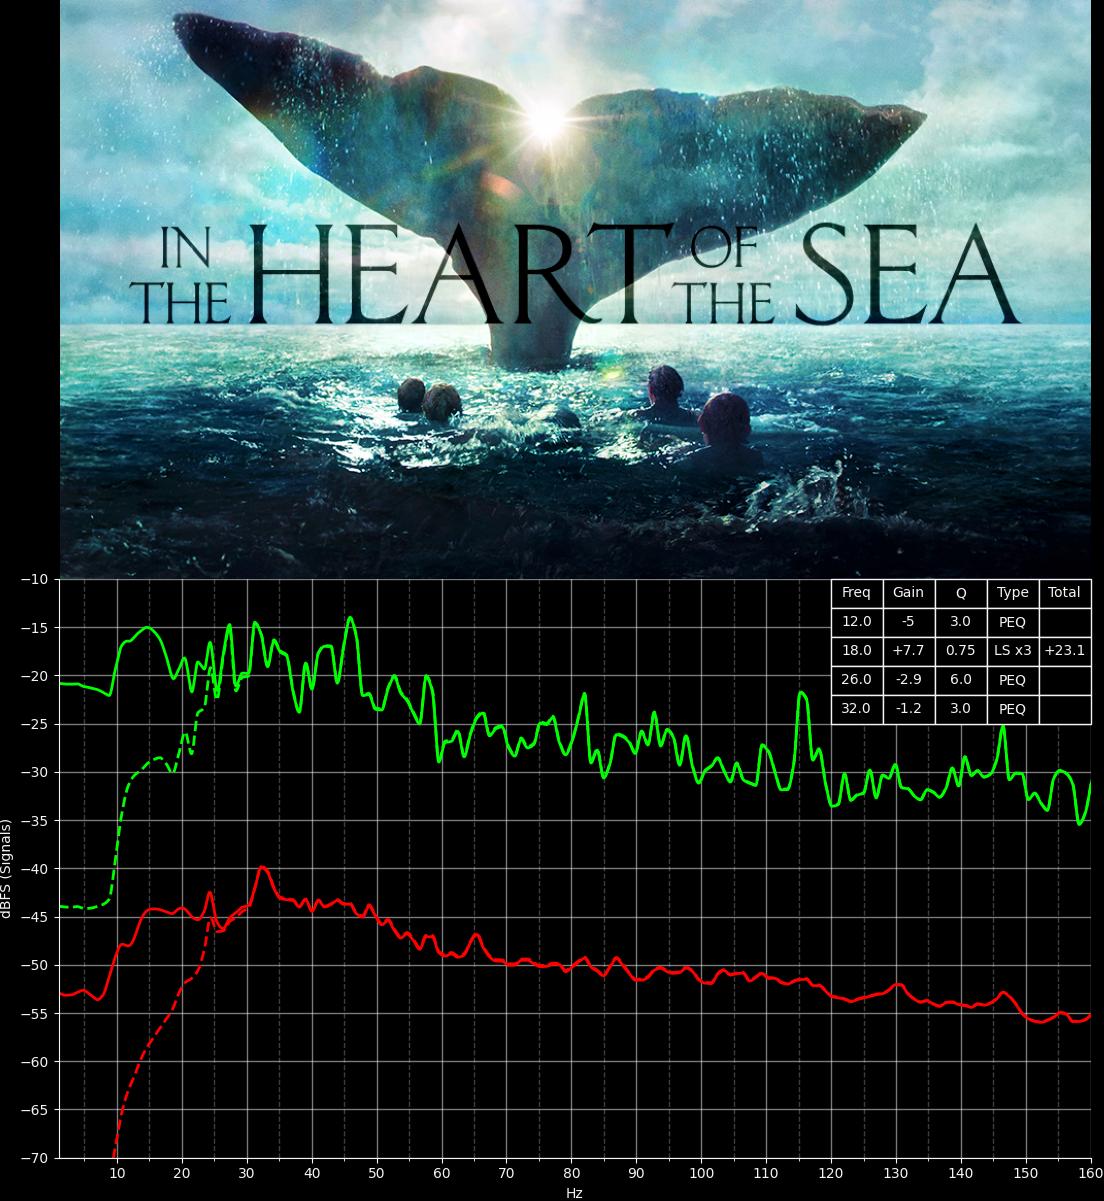 IN THE HEART OF THE SEA
−10
−15
−20
−25
−30
−35
−40
−45
−50
−55
−60
−65
−70
dBFS (Signals)
Freq Gain Q Type Total
12.0 -5 3.0 PEQ
18.0 +7.7 0.75 LS x3 +23.1
26.0 -2.9 6.0 PEQ
32.0 -1.2 3.0 PEQ
10 20 30 40 50 60 70 80 90 100 110 120 130 140 150 160
Hz